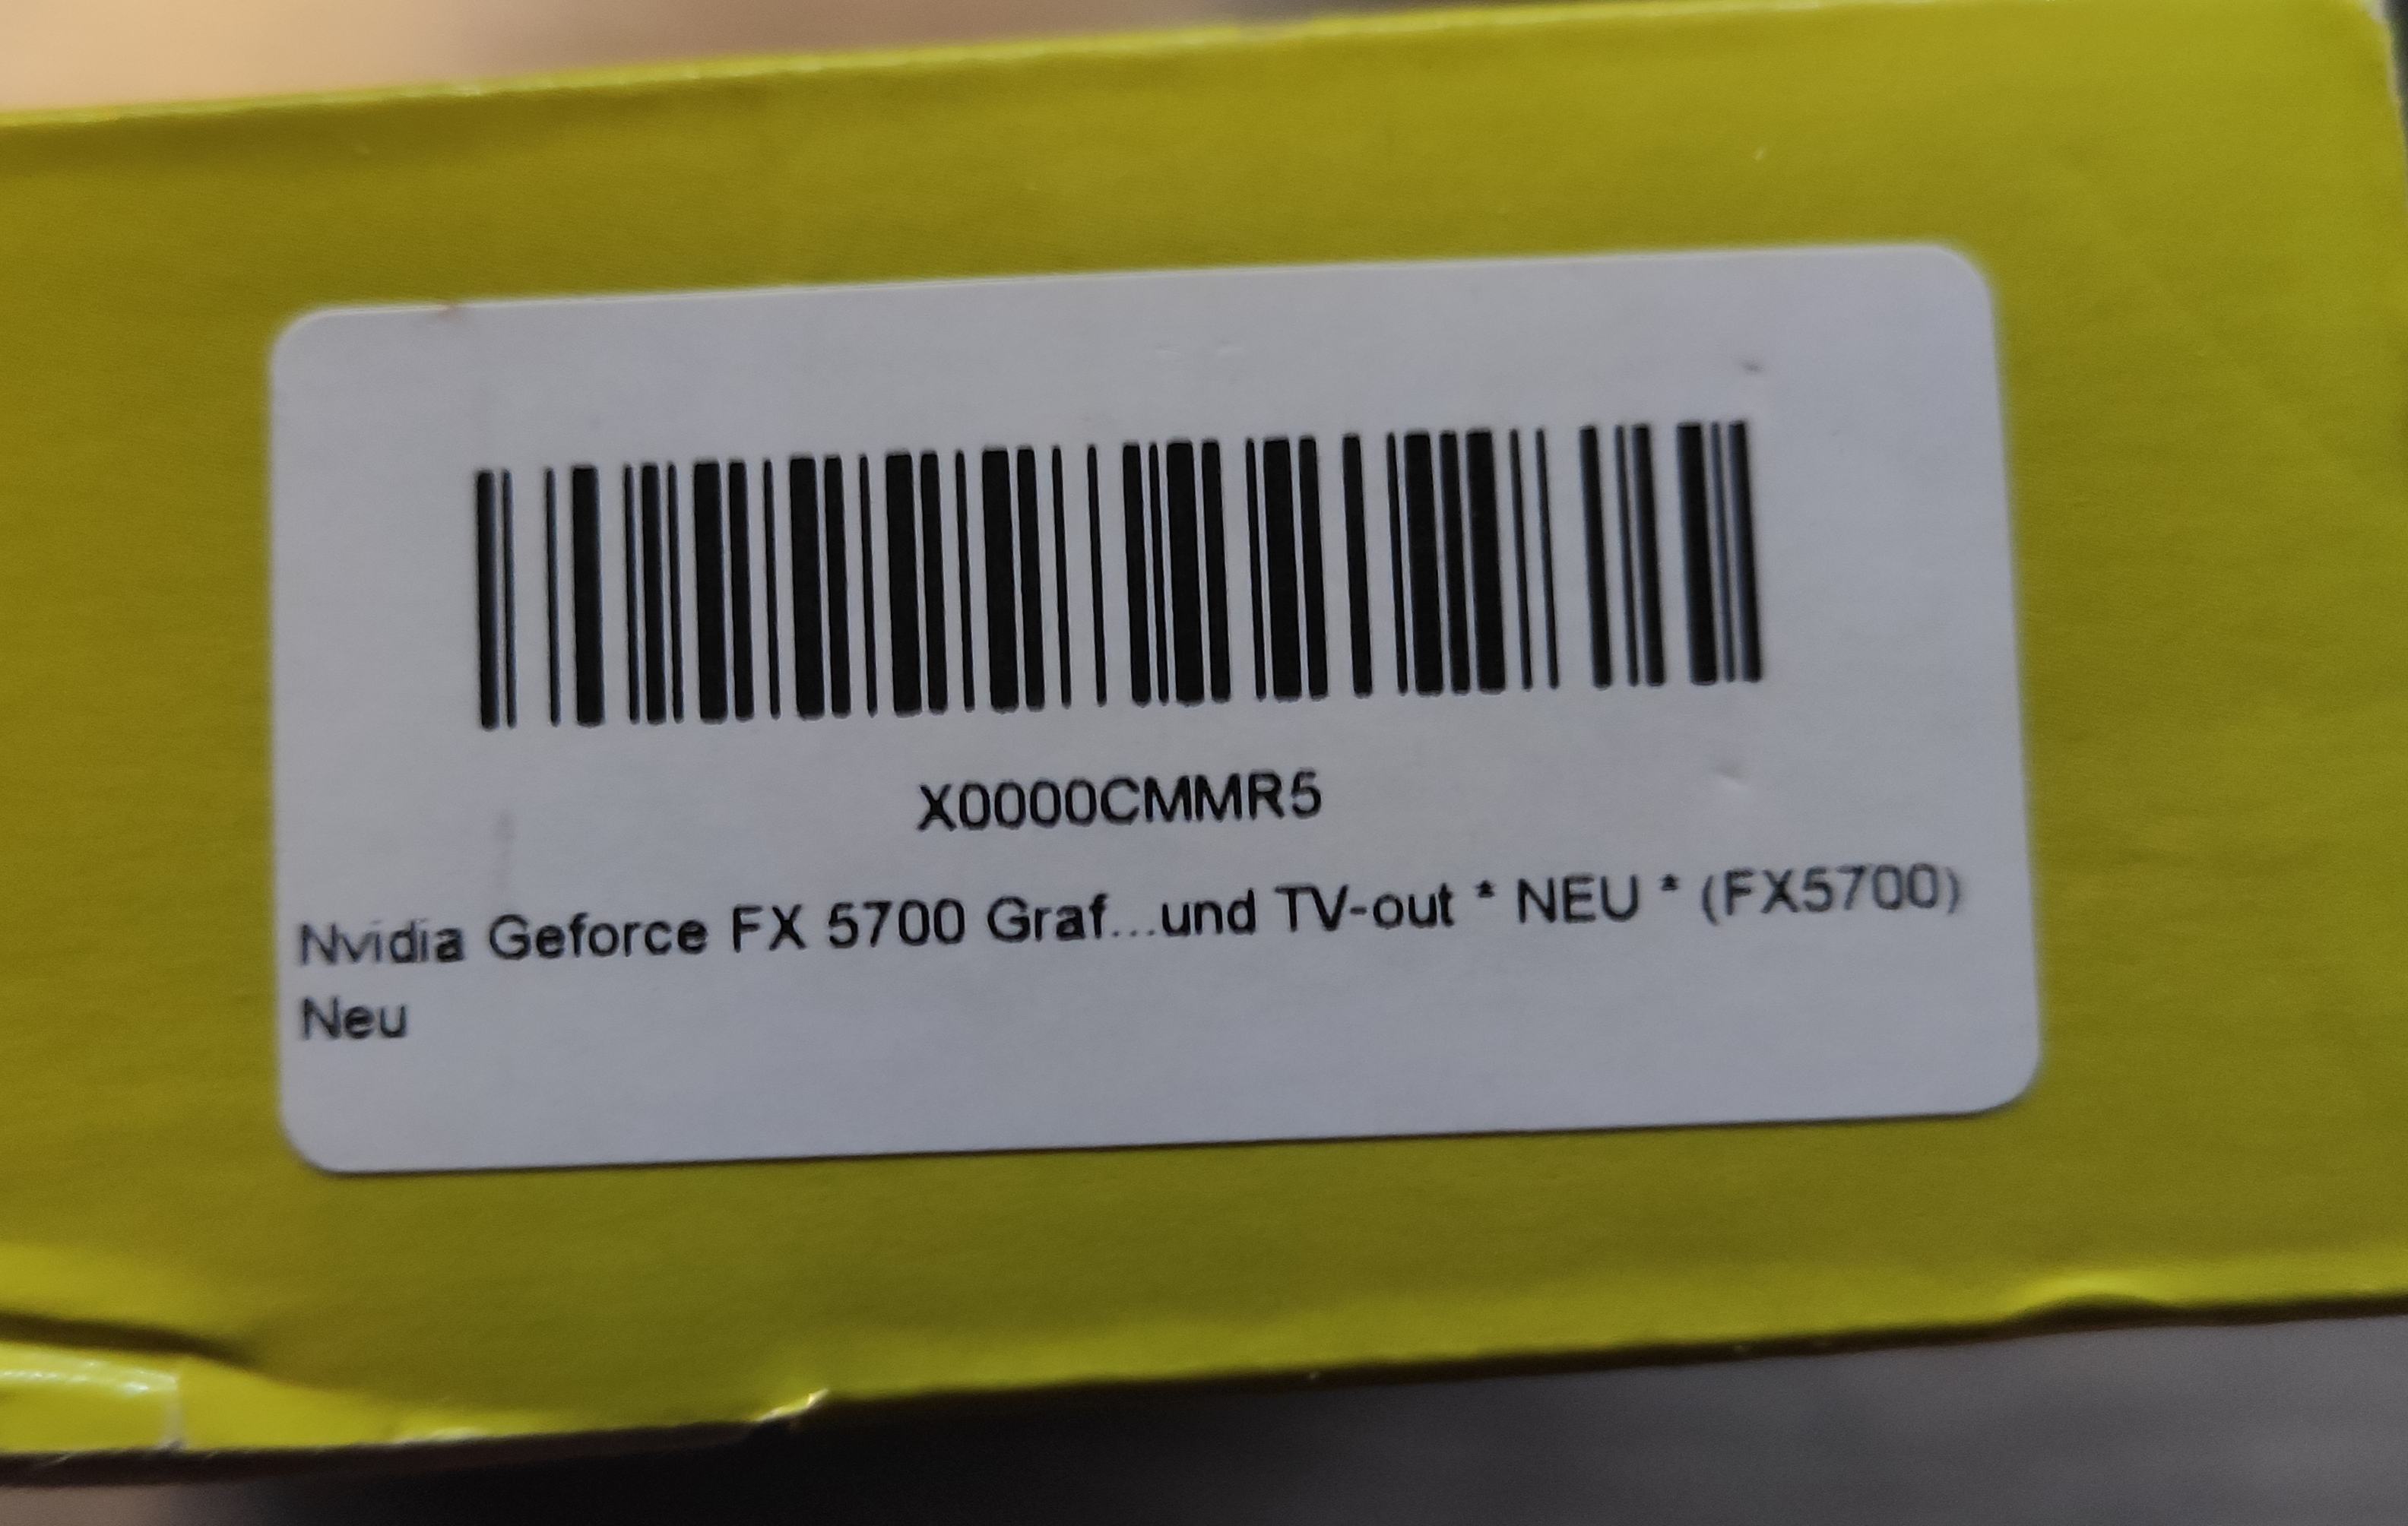 X0000CMMR5
Nvidia Geforce FX 5700 Graf...und TV-out * NEU * (FX5700)
Neu